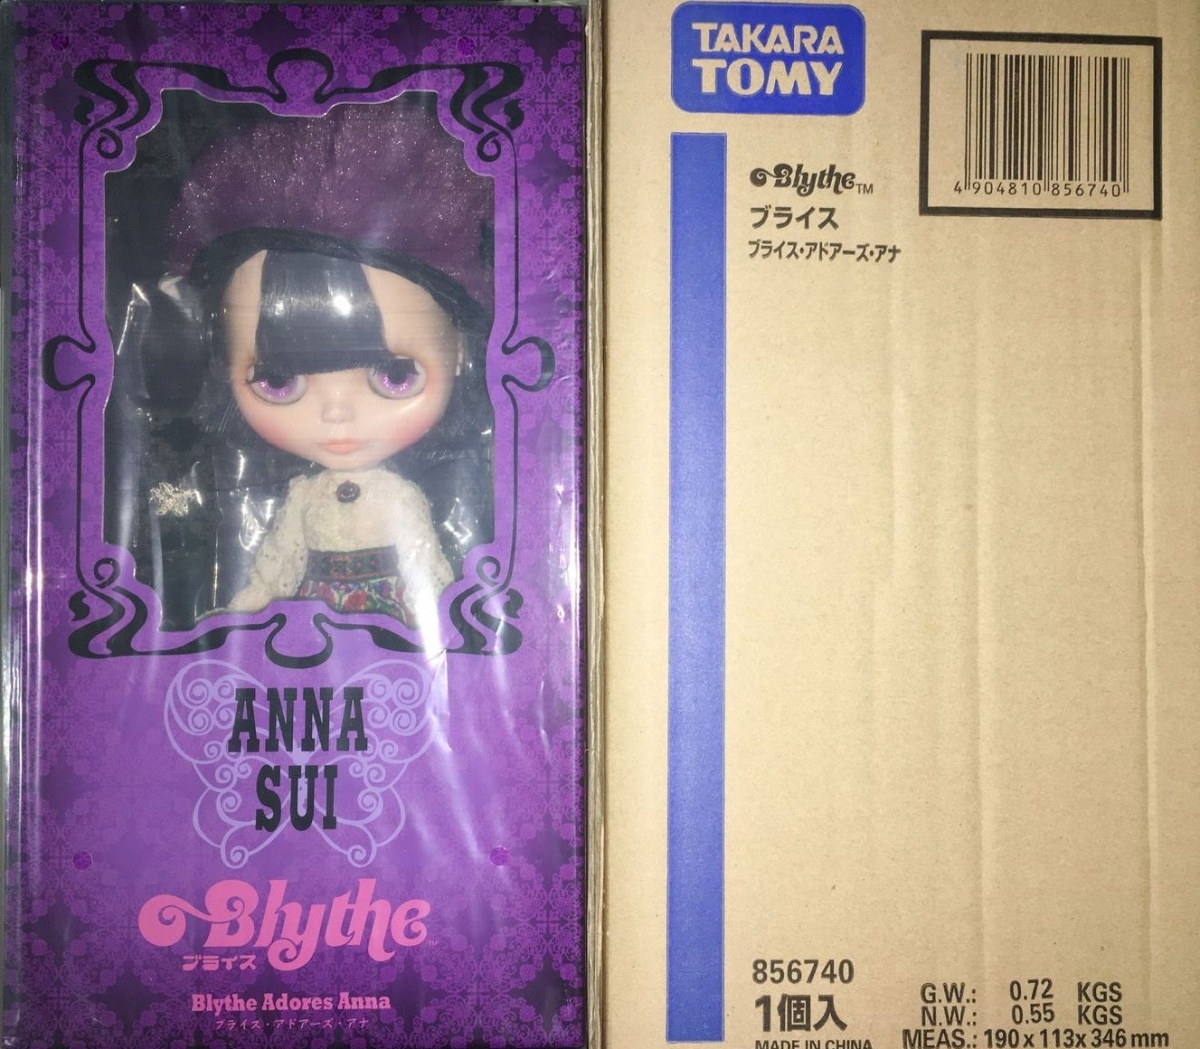 ANNA
SUI
Blythe™
ブライス
Blythe Adores Anna
ブライス・アドアーズ・アナ
TAKARA
TOMY
Blythe™
ブライス
ブライス・アドアーズ・アナ
4 904810 856740
856740
1個入
MADE IN CHINA
G.W.: 0.72 KGS
N.W.: 0.55 KGS
MEAS.: 190 x 113 x 346 mm